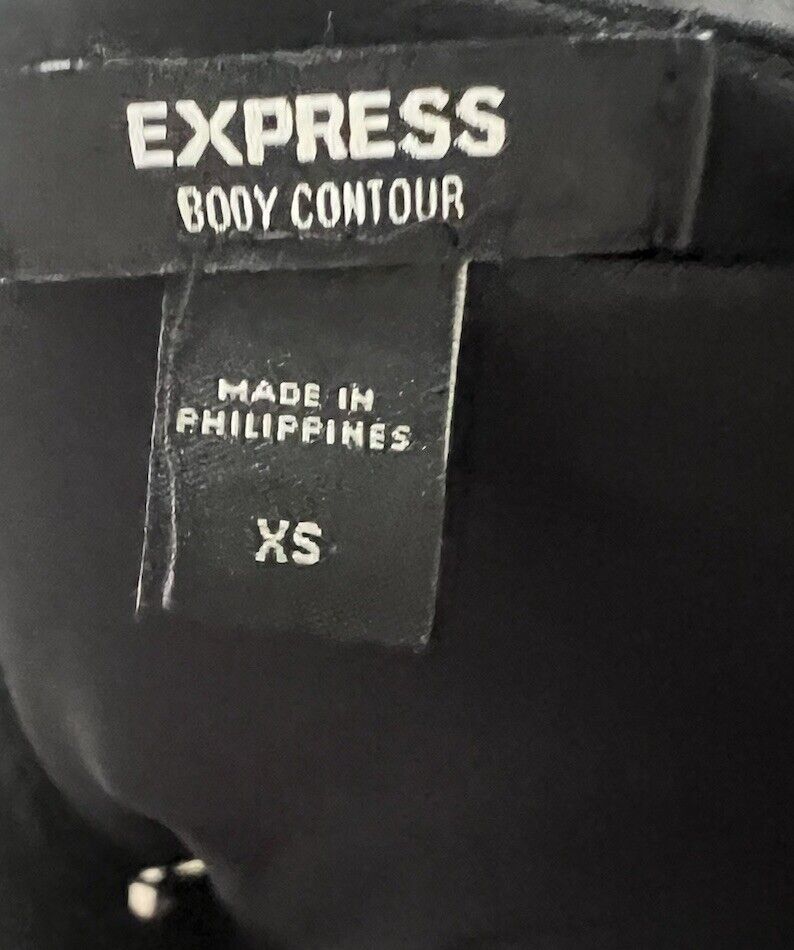 EXPRESS
BODY CONTOUR
MADE IN
PHILIPPINES
XS